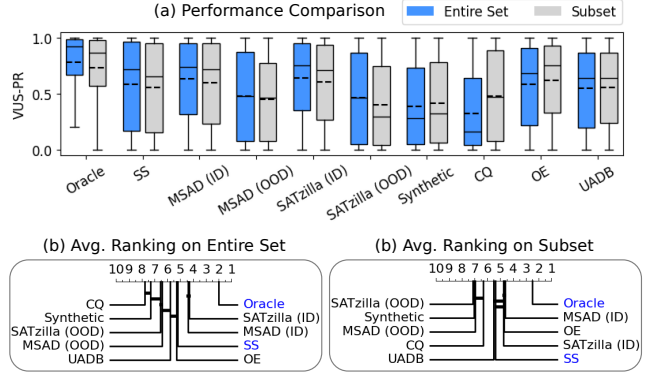 (a) Performance Comparison
Entire Set
Subset
VUS-PR
1.0
0.5
0.0
Oracle
SS
MSAD (ID)
MSAD (OOD)
SATzilla (ID)
SATzilla (OOD)
Synthetic
CQ
OE
UADB
(b) Avg. Ranking on Entire Set
10 9 8 7 6 5 4 3 2 1
CQ
Synthetic
SATzilla (OOD)
MSAD (OOD)
UADB
Oracle
SATzilla (ID)
MSAD (ID)
SS
OE
(b) Avg. Ranking on Subset
10 9 8 7 6 5 4 3 2 1
SATzilla (OOD)
Synthetic
MSAD (OOD)
CQ
UADB
Oracle
MSAD (ID)
OE
SATzilla (ID)
SS